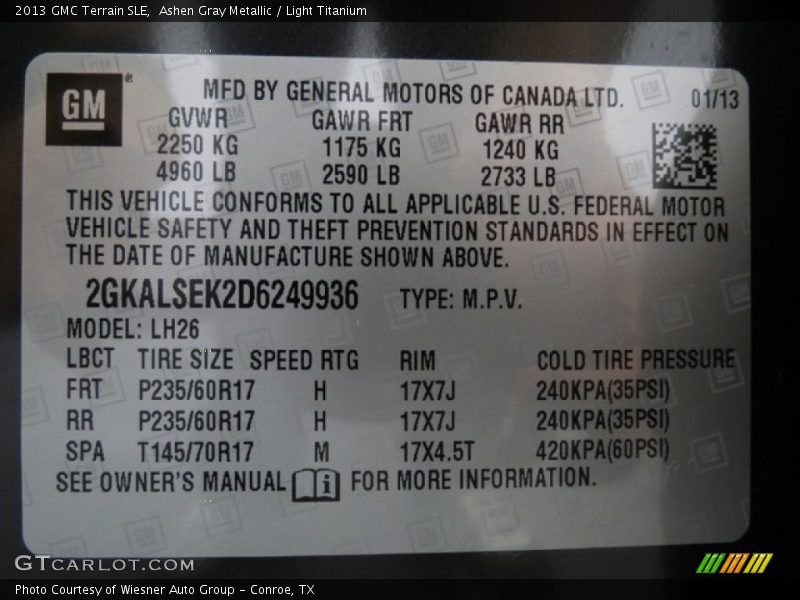 2013 GMC Terrain SLE,  Ashen Gray Metallic / Light Titanium
GM® MFD BY GENERAL MOTORS OF CANADA LTD. 01/13
GVWR GAWR FRT GAWR RR
2250 KG 1175 KG 1240 KG
4960 LB 2590 LB 2733 LB
THIS VEHICLE CONFORMS TO ALL APPLICABLE U.S. FEDERAL MOTOR
VEHICLE SAFETY AND THEFT PREVENTION STANDARDS IN EFFECT ON
THE DATE OF MANUFACTURE SHOWN ABOVE.
2GKALSEK2D6249936 TYPE: M.P.V.
MODEL: LH26
LBCT TIRE SIZE SPEED RTG RIM COLD TIRE PRESSURE
FRT P235/60R17 H 17X7J 240KPA(35PSI)
RR P235/60R17 H 17X7J 240KPA(35PSI)
SPA T145/70R17 M 17X4.5T 420KPA(60PSI)
SEE OWNER'S MANUAL i FOR MORE INFORMATION.
GTCARLOT.COM
Photo Courtesy of Wiesner Auto Group - Conroe, TX